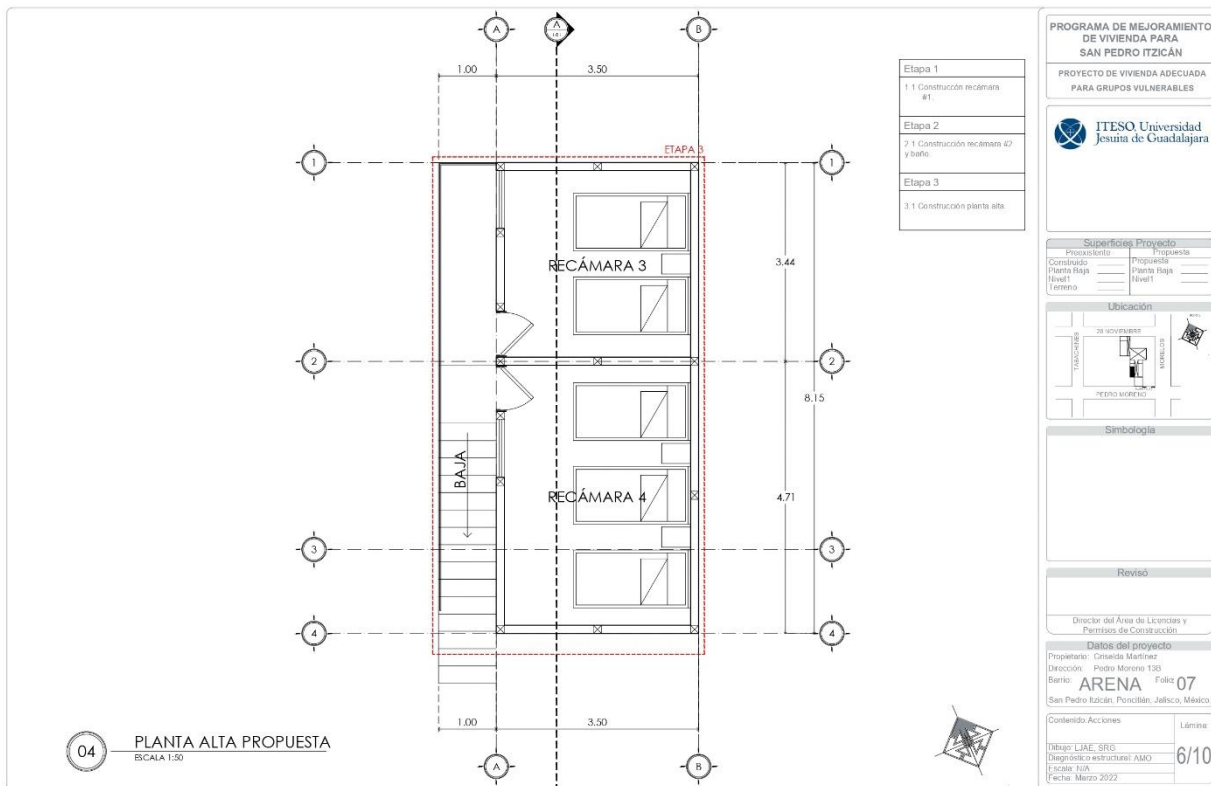 A
A
B
1.00
3.50
ETAPA 3
1
1
RECÁMARA 3
3.44
2
2
8.15
BAJA
RECÁMARA 4
4.71
3
3
4
4
1.00
3.50
A
B
04
PLANTA ALTA PROPUESTA
ESCALA 1:50
Etapa 1
1.1 Construccón recámara
#1.
Etapa 2
2.1 Construcción recámara #2
y baño.
Etapa 3
3.1 Construcción planta alta.
PROGRAMA DE MEJORAMIENTO
DE VIVIENDA PARA
SAN PEDRO ITZICÁN
PROYECTO DE VIVIENDA ADECUADA
PARA GRUPOS VULNERABLES
ITESO, Universidad
Jesuita de Guadalajara
Superficies Proyecto
Preexistente Propuesta
Construido Propuesta
Planta Baja Planta Baja
Nivel1 Nivel1
Terreno
Ubicación
20 NOVIEMBRE
TABACHINES
MORELOS
PEDRO MORENO
Simbología
Revisó
Director del Área de Licencias y
Permisos de Construcción
Datos del proyecto
Propietario: Criselda Martínez
Dirección: Pedro Moreno 13B
Barrio: ARENA Folio: 07
San Pedro Itzicán, Poncitlán, Jalisco, México.
Contenido: Acciones
Lámina:
Dibujo: LJAE, SRG
Diagnóstico estructural: AMO
6/10
Escala: N/A
Fecha: Marzo 2022